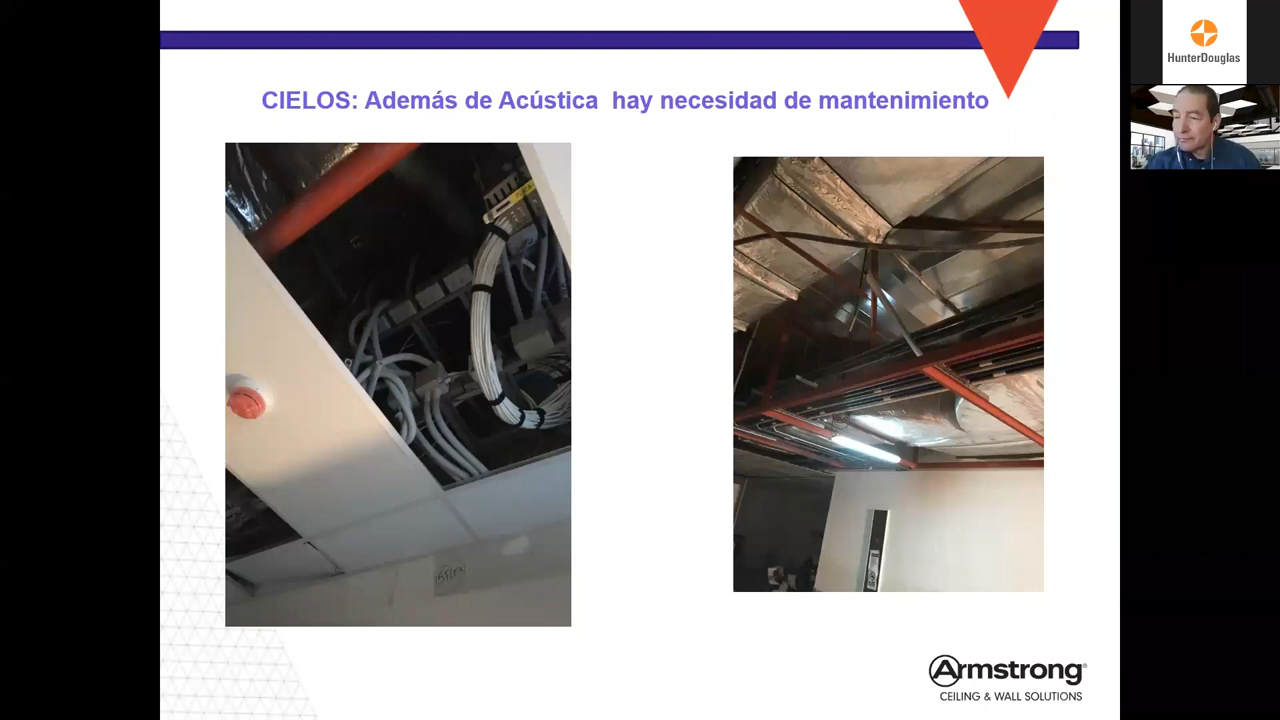 CIELOS: Además de Acústica hay necesidad de mantenimiento
HunterDouglas
Armstrong®
CEILING & WALL SOLUTIONS